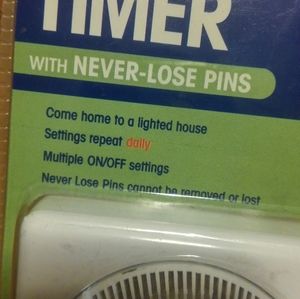 TIMER
WITH NEVER-LOSE PINS
Come home to a lighted house
Settings repeat daily
Multiple ON/OFF settings
Never Lose Pins cannot be removed or lost